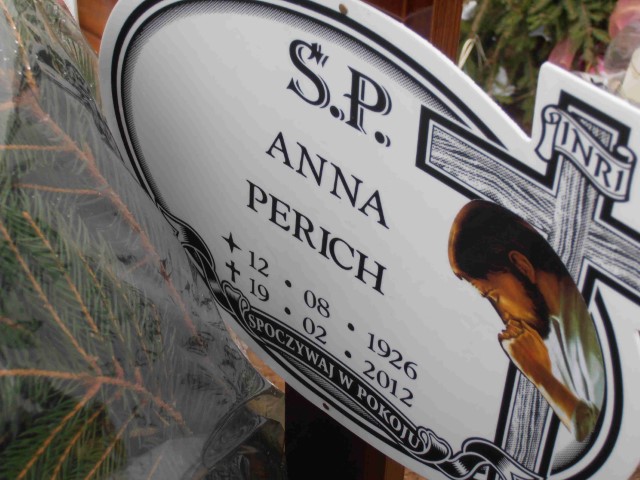 Ś.P.
ANNA
PERICH
12 • 08 • 1926
19 • 02 • 2012
SPOCZYWAJ W POKOJU
INRI